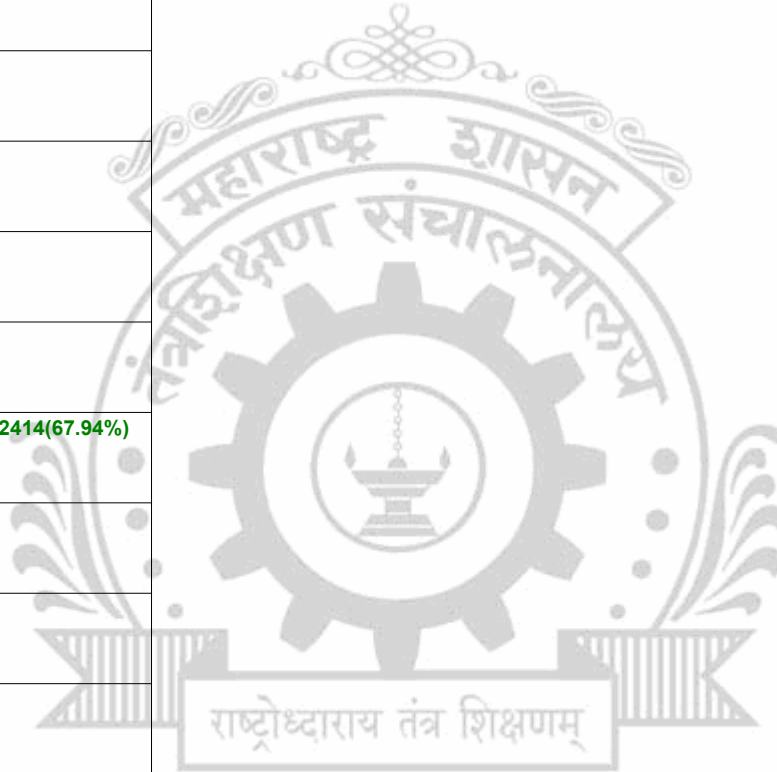 महाराष्ट्र शासन
तंत्रशिक्षण संचालनालय
2414(67.94%)
राष्ट्रोध्दाराय तंत्र शिक्षणम्